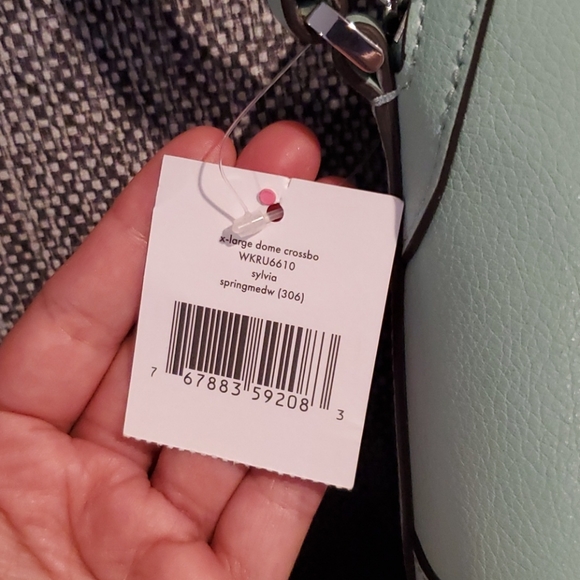 x-large dome crossbo
WKRU6610
sylvia
springmedw (306)
7 67883 59208 3